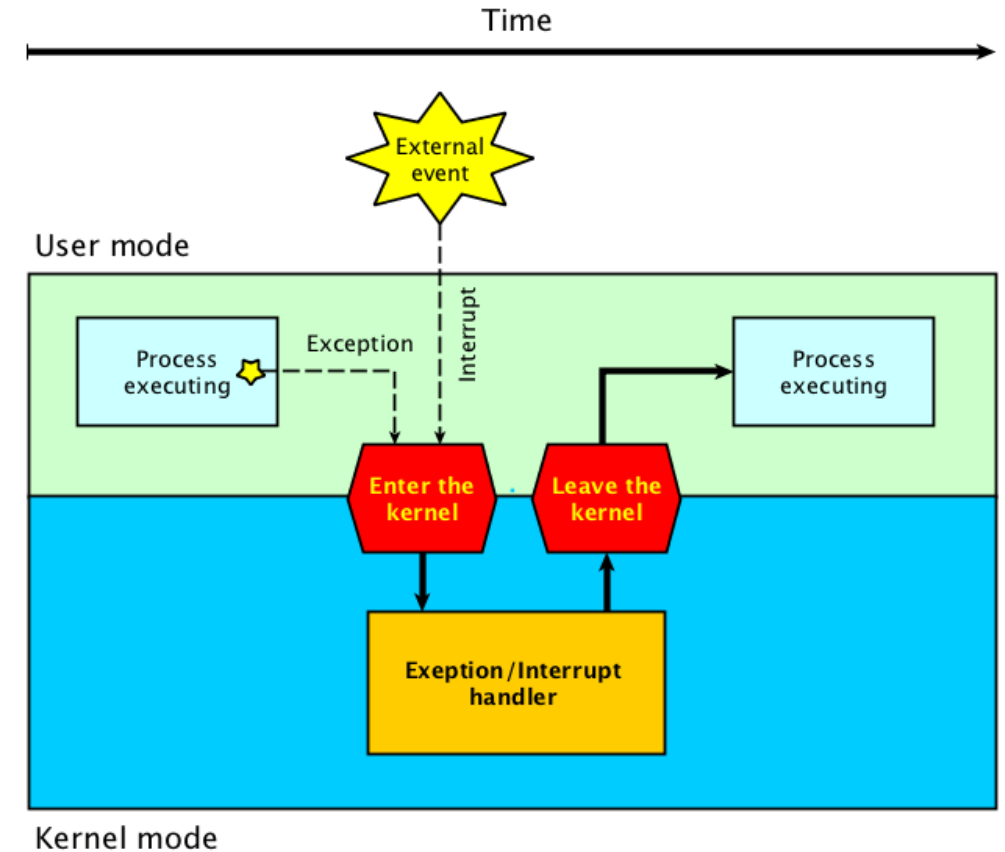 Time
External
event
User mode
Interrupt
Exception
Process
executing
Process
executing
Enter the
kernel
Leave the
kernel
Exeption/Interrupt
handler
Kernel mode